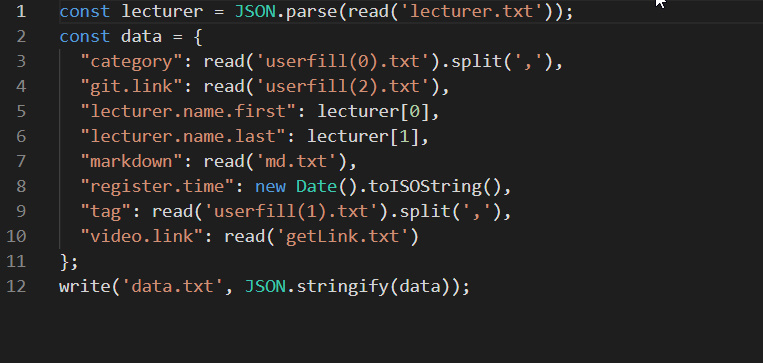 1 const lecturer = JSON.parse(read('lecturer.txt'));
2 const data = {
3   "category": read('userfill(0).txt').split(','),
4   "git.link": read('userfill(2).txt'),
5   "lecturer.name.first": lecturer[0],
6   "lecturer.name.last": lecturer[1],
7   "markdown": read('md.txt'),
8   "register.time": new Date().toISOString(),
9   "tag": read('userfill(1).txt').split(','),
10   "video.link": read('getLink.txt')
11 };
12 write('data.txt', JSON.stringify(data));